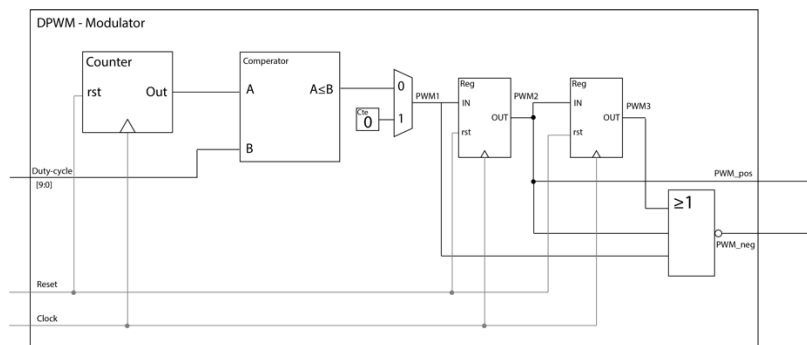 DPWM - Modulator
Counter
rst
Out
Comperator
A
A≤B
B
Cte
0
0
1
PWM1
Reg
IN
OUT
rst
PWM2
Reg
IN
OUT
rst
PWM3
Duty-cycle
[9:0]
PWM_pos
≥1
PWM_neg
Reset
Clock